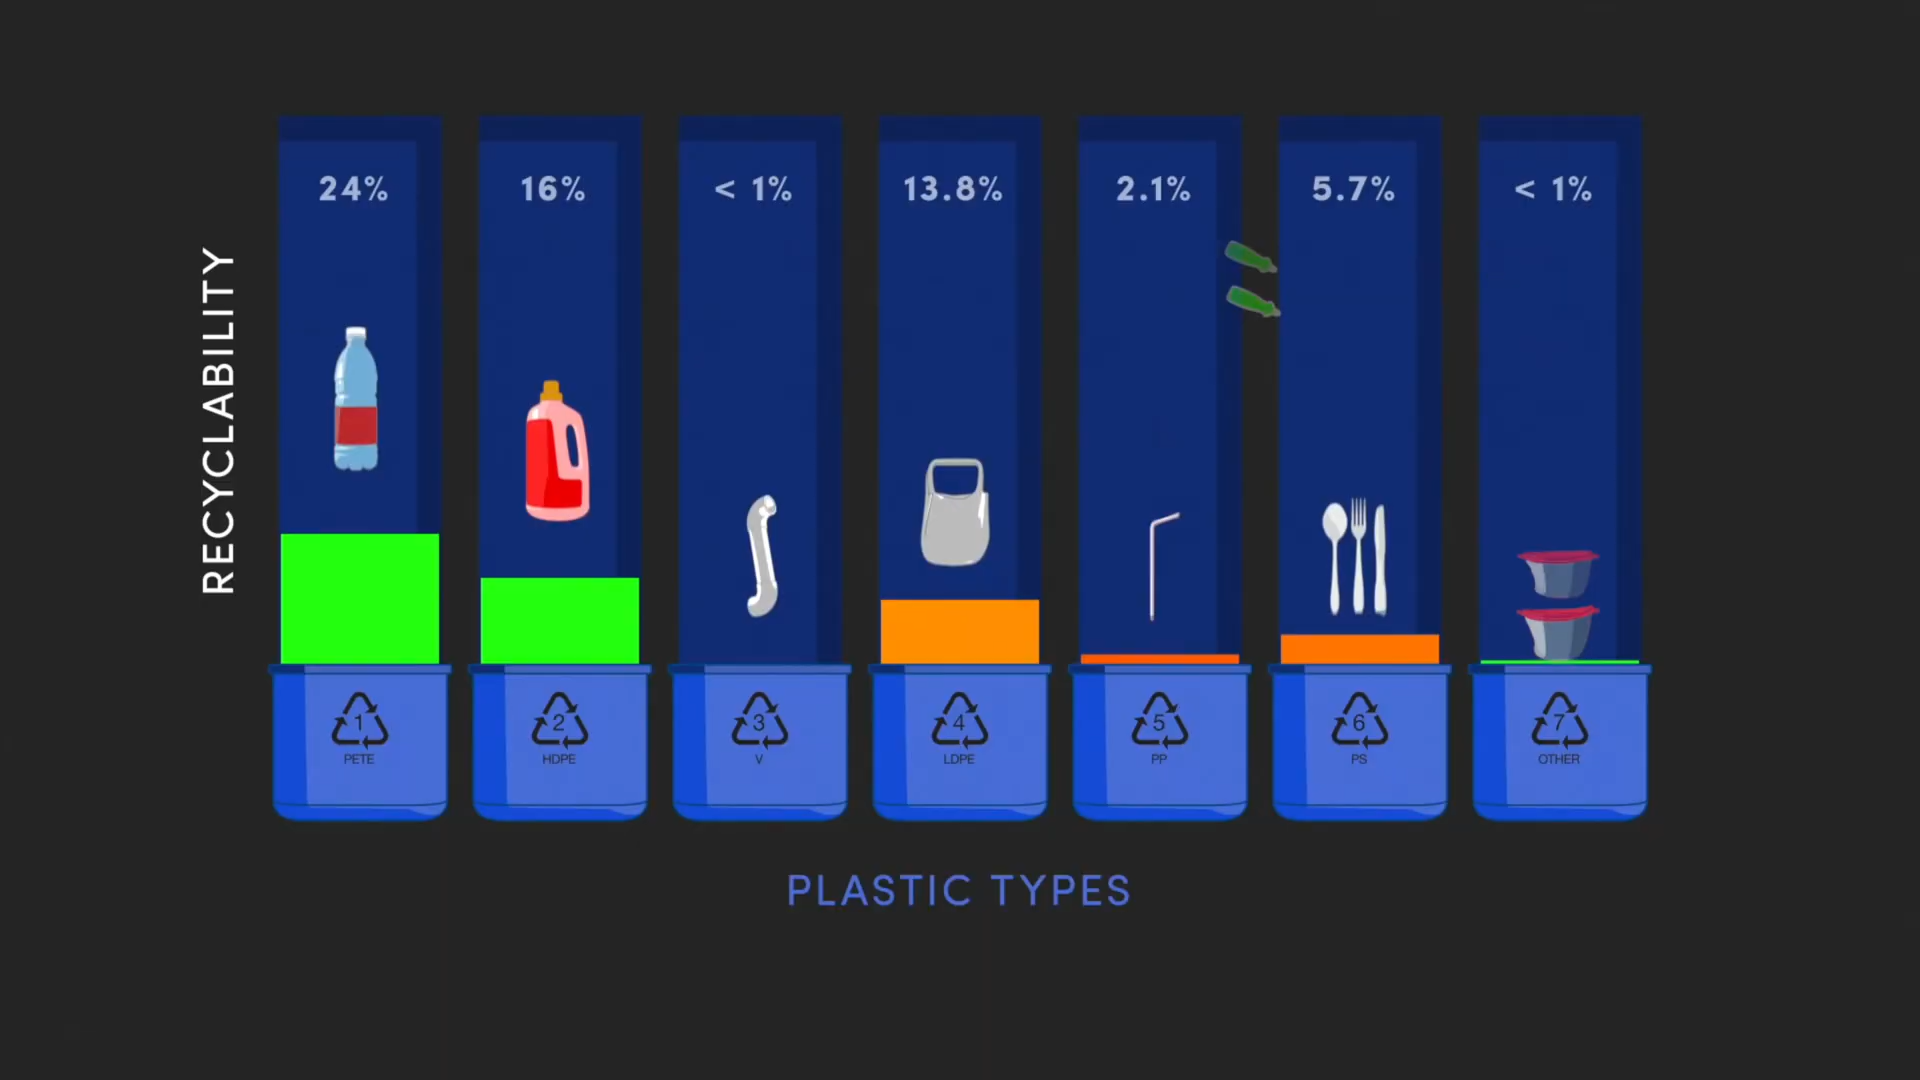 24%
16%
< 1%
13.8%
2.1%
5.7%
< 1%
RECYCLABILITY
1
PETE
2
HDPE
3
V
4
LDPE
5
PP
6
PS
7
OTHER
PLASTIC TYPES